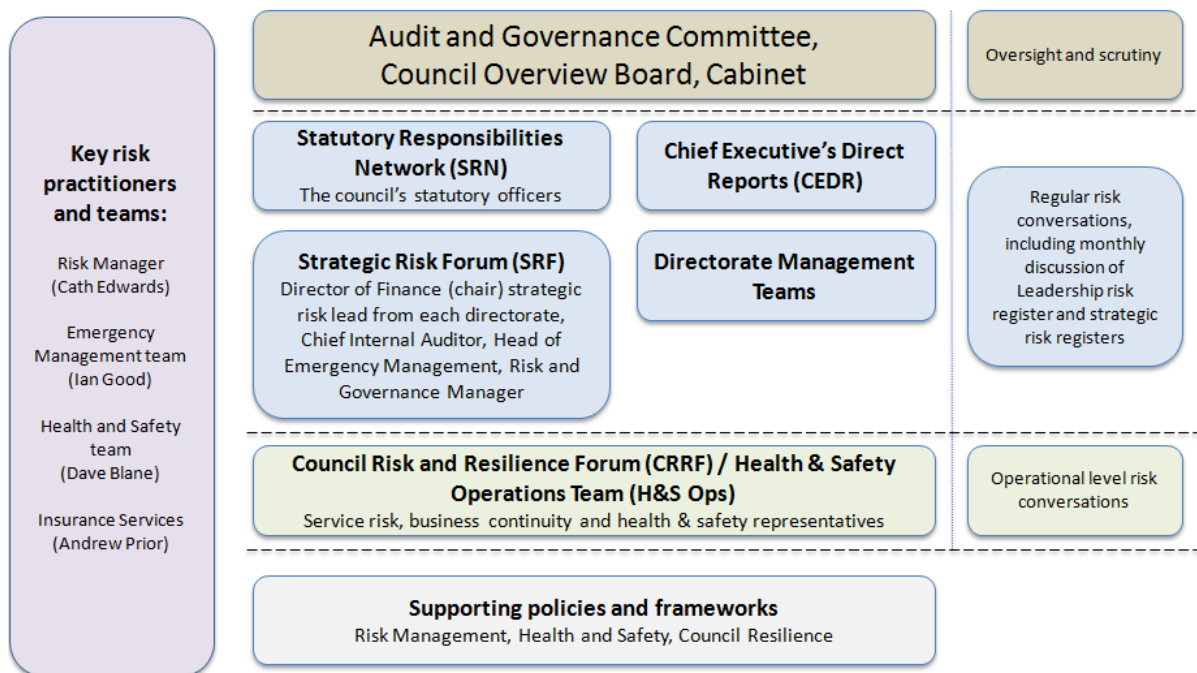 Key risk
practitioners
and teams:
Risk Manager
(Cath Edwards)
Emergency
Management team
(Ian Good)
Health and Safety
team
(Dave Blane)
Insurance Services
(Andrew Prior)
Audit and Governance Committee,
Council Overview Board, Cabinet
Oversight and scrutiny
Statutory Responsibilities
Network (SRN)
The council's statutory officers
Chief Executive's Direct
Reports (CEDR)
Strategic Risk Forum (SRF)
Director of Finance (chair) strategic
risk lead from each directorate,
Chief Internal Auditor, Head of
Emergency Management, Risk and
Governance Manager
Directorate Management
Teams
Regular risk
conversations,
including monthly
discussion of
Leadership risk
register and strategic
risk registers
Council Risk and Resilience Forum (CRRF) / Health & Safety
Operations Team (H&S Ops)
Service risk, business continuity and health & safety representatives
Operational level risk
conversations
Supporting policies and frameworks
Risk Management, Health and Safety, Council Resilience